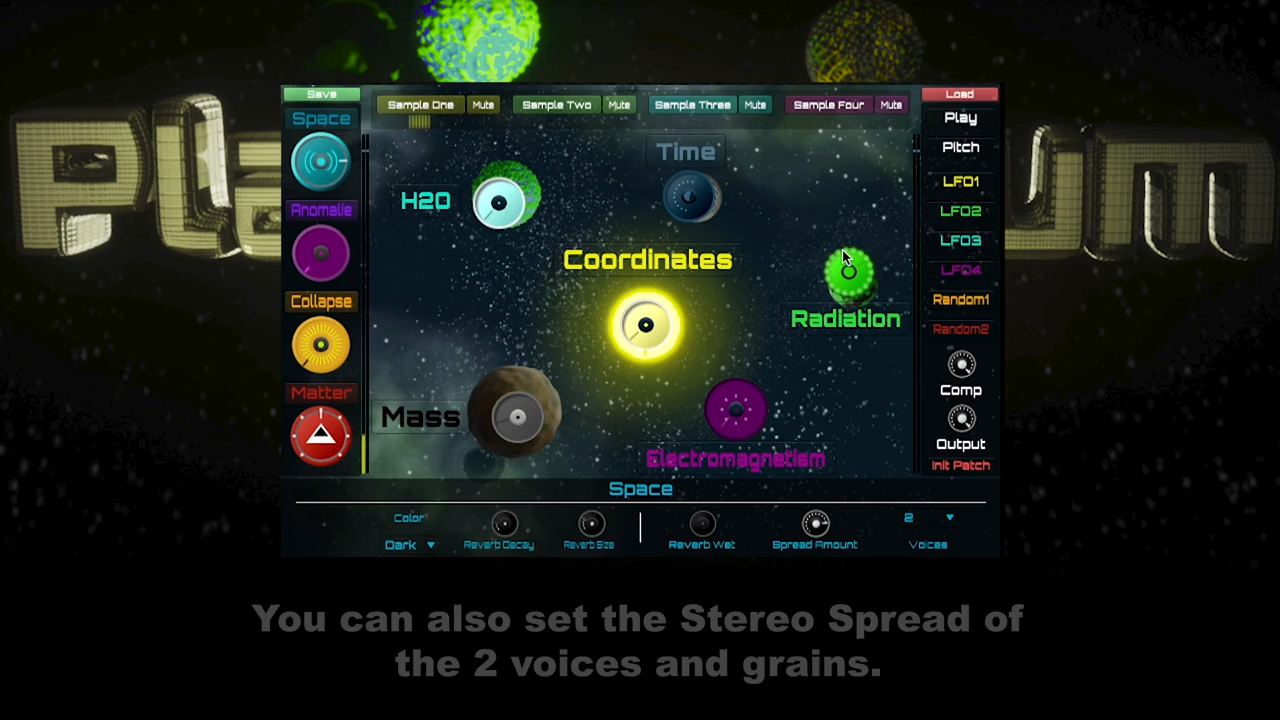 Save
Sample One Mute Sample Two Mute Sample Three Mute Sample Four Mute
Load
Space
Anomalie
Collapse
Matter
Time
H2O
Coordinates
Radiation
Mass
Electromagnetism
Play
Pitch
LFO1
LFO2
LFO3
LFO4
Random1
Random2
Comp
Output
Init Patch
Space
Color
Dark
Reverb Decay
Reverb Size
Reverb Wet
Spread Amount
2
Voices
You can also set the Stereo Spread of
the 2 voices and grains.